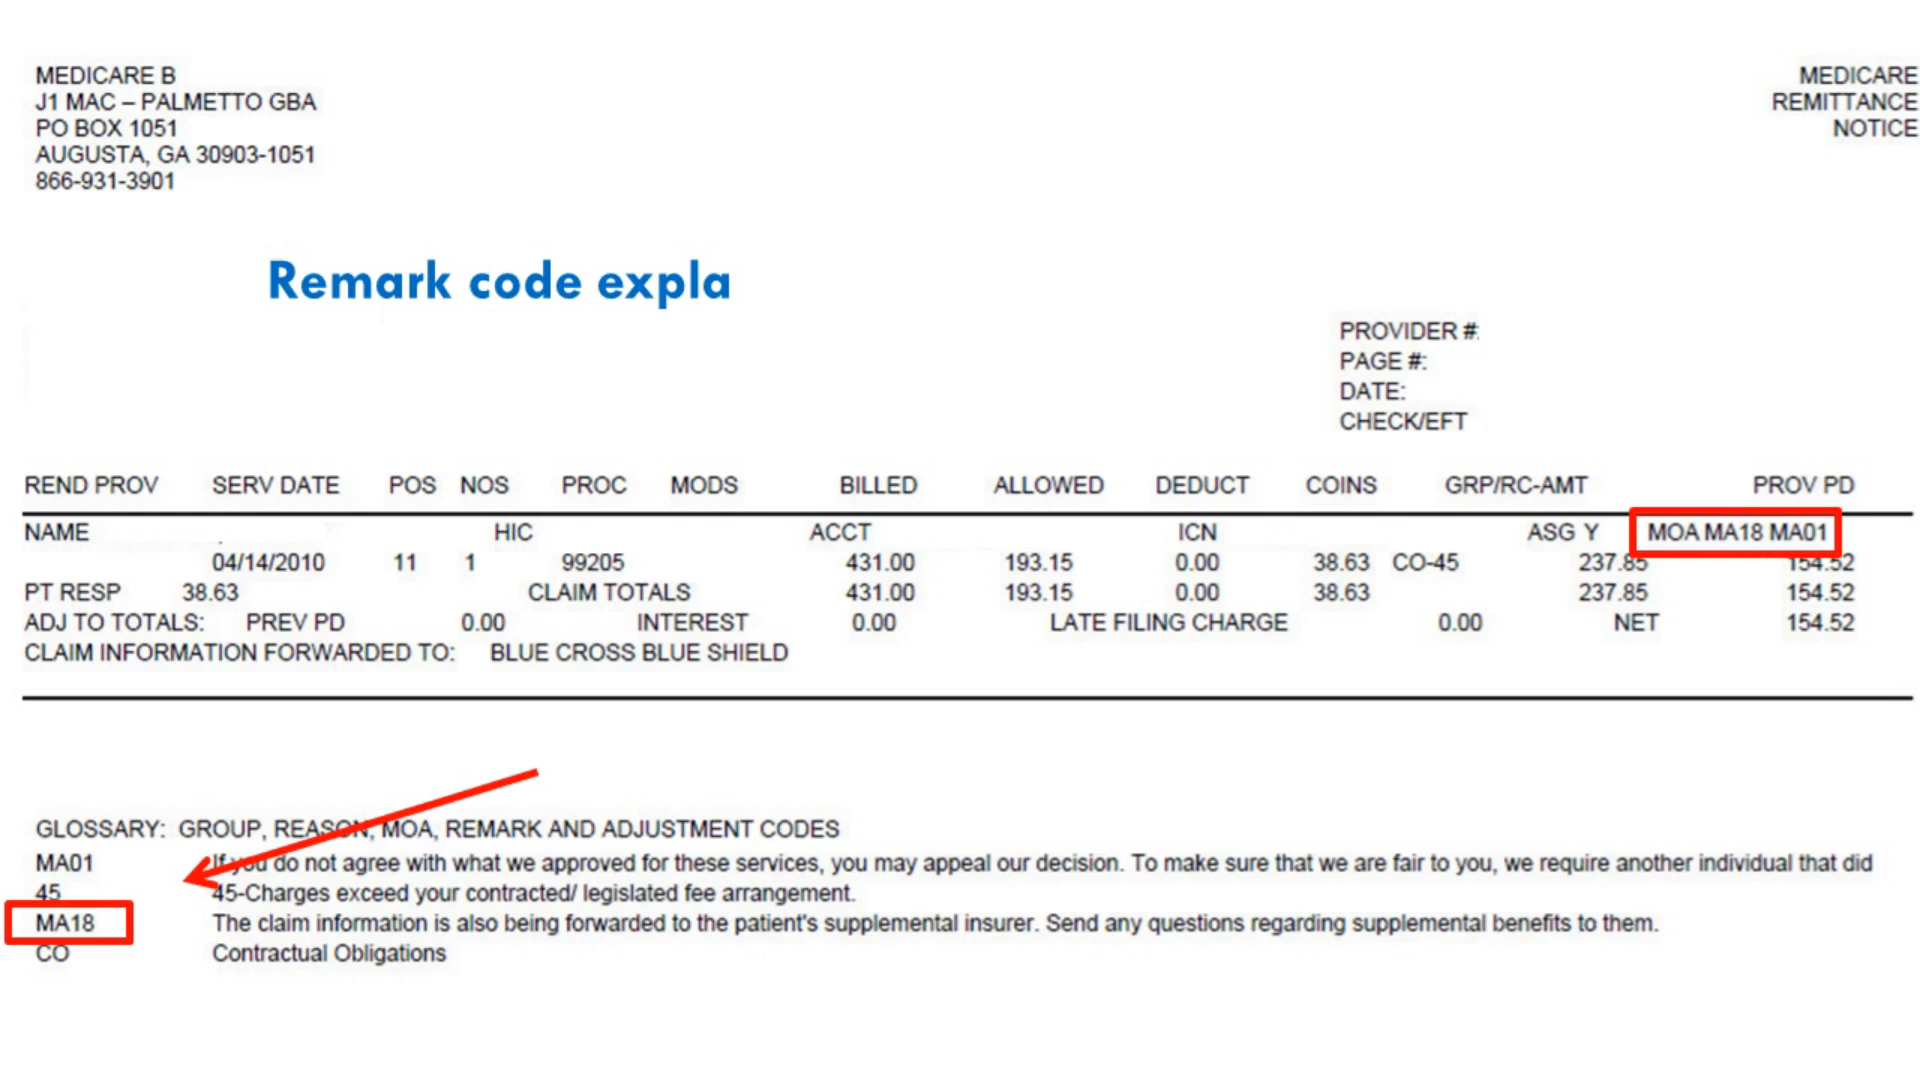 MEDICARE B
J1 MAC – PALMETTO GBA
PO BOX 1051
AUGUSTA, GA 30903-1051
866-931-3901
MEDICARE
REMITTANCE
NOTICE
Remark code expla
PROVIDER #:
PAGE #:
DATE:
CHECK/EFT
REND PROV SERV DATE POS NOS PROC MODS BILLED ALLOWED DEDUCT COINS GRP/RC-AMT PROV PD
NAME HIC ACCT ICN ASG Y MOA MA18 MA01
04/14/2010 11 1 99205 431.00 193.15 0.00 38.63 CO-45 237.85 154.52
PT RESP 38.63 CLAIM TOTALS 431.00 193.15 0.00 38.63 237.85 154.52
ADJ TO TOTALS: PREV PD 0.00 INTEREST 0.00 LATE FILING CHARGE 0.00 NET 154.52
CLAIM INFORMATION FORWARDED TO: BLUE CROSS BLUE SHIELD
GLOSSARY: GROUP, REASON, MOA, REMARK AND ADJUSTMENT CODES
MA01 If you do not agree with what we approved for these services, you may appeal our decision. To make sure that we are fair to you, we require another individual that did
45 45-Charges exceed your contracted/ legislated fee arrangement.
MA18 The claim information is also being forwarded to the patient's supplemental insurer. Send any questions regarding supplemental benefits to them.
CO Contractual Obligations